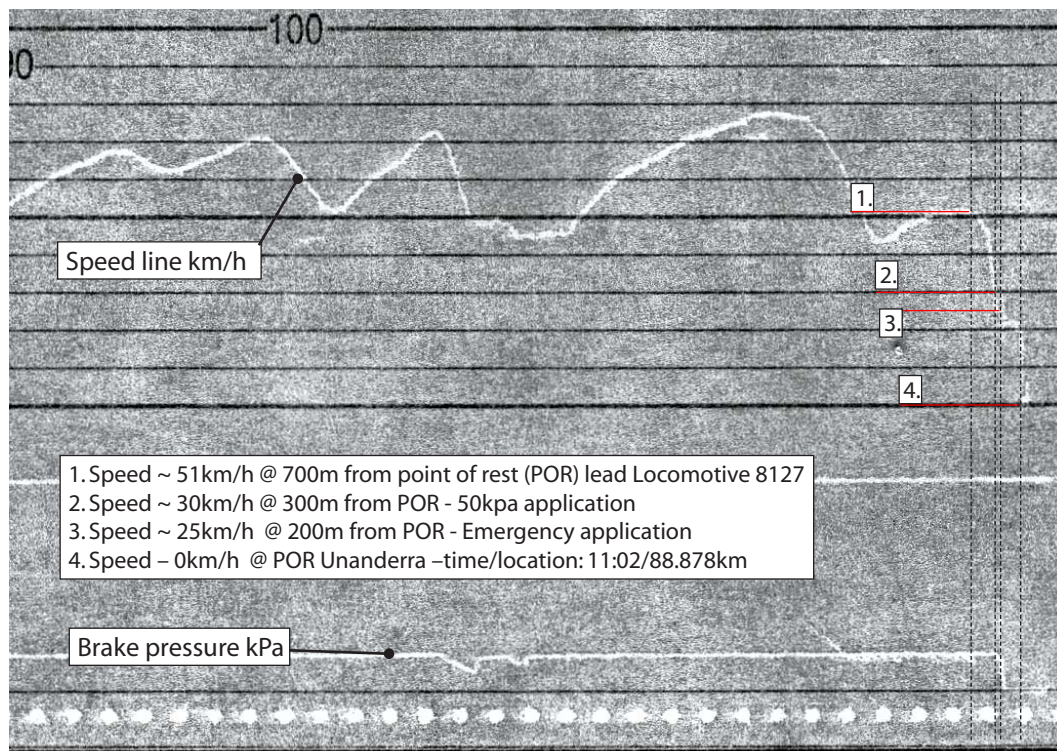 100
00
1.
Speed line km/h
2.
3.
4.
1. Speed ~ 51km/h @ 700m from point of rest (POR) lead Locomotive 8127
2. Speed ~ 30km/h @ 300m from POR - 50kpa application
3. Speed ~ 25km/h @ 200m from POR - Emergency application
4. Speed – 0km/h @ POR Unanderra –time/location: 11:02/88.878km
Brake pressure kPa